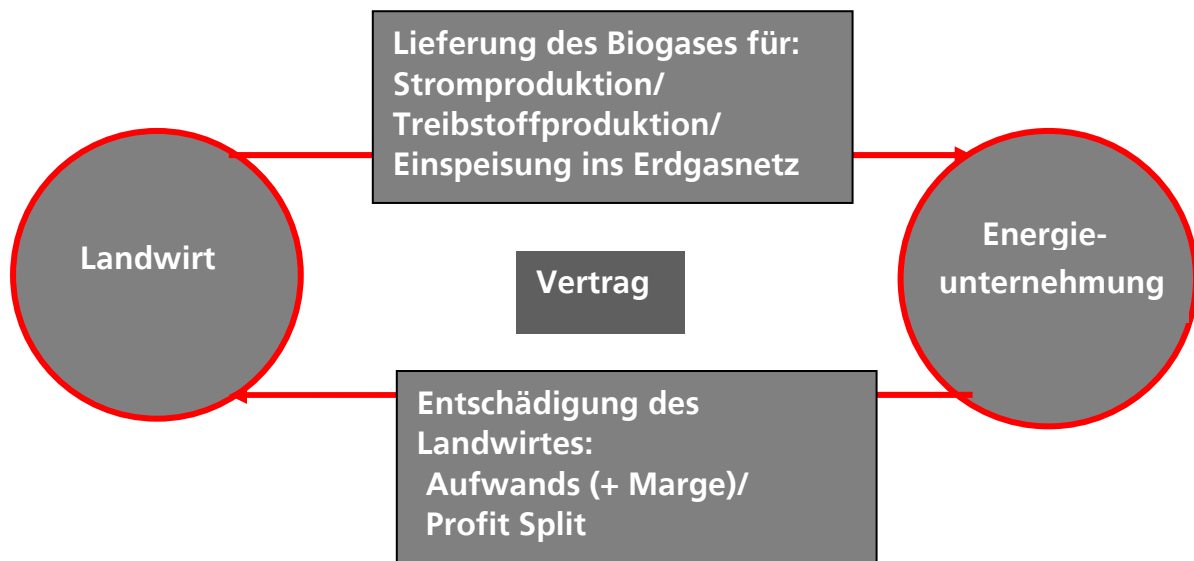 Lieferung des Biogases für:
Stromproduktion/
Treibstoffproduktion/
Einspeisung ins Erdgasnetz
Landwirt
Energie-
unternehmung
Vertrag
Entschädigung des
Landwirtes:
Aufwands (+ Marge)/
Profit Split